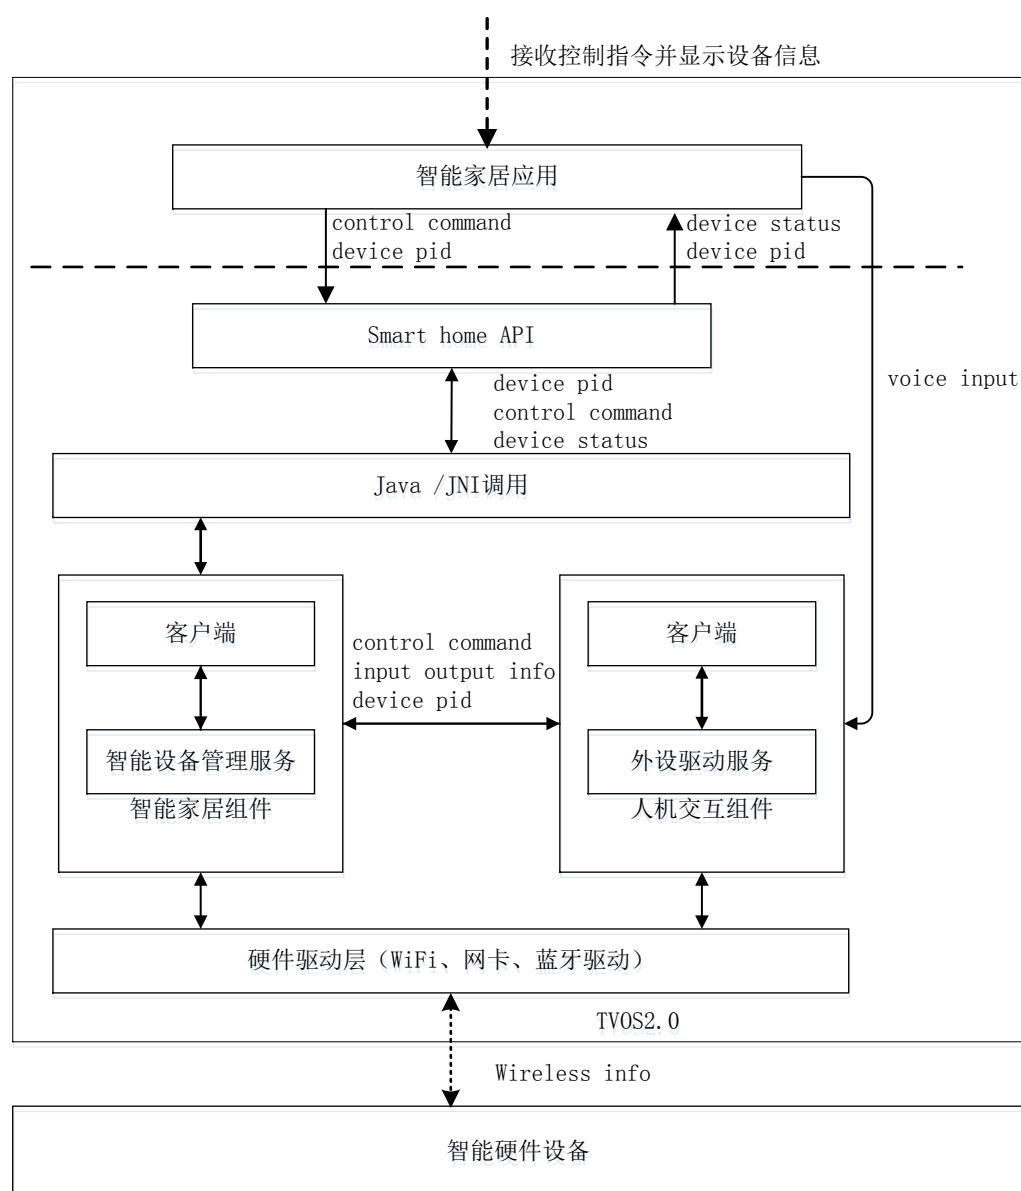 接收控制指令并显示设备信息
智能家居应用
control command
device pid
device status
device pid
Smart home API
voice input
device pid
control command
device status
Java /JNI调用
客户端
智能设备管理服务
智能家居组件
control command
input output info
device pid
客户端
外设驱动服务
人机交互组件
硬件驱动层（WiFi、网卡、蓝牙驱动）
TVOS2.0
Wireless info
智能硬件设备